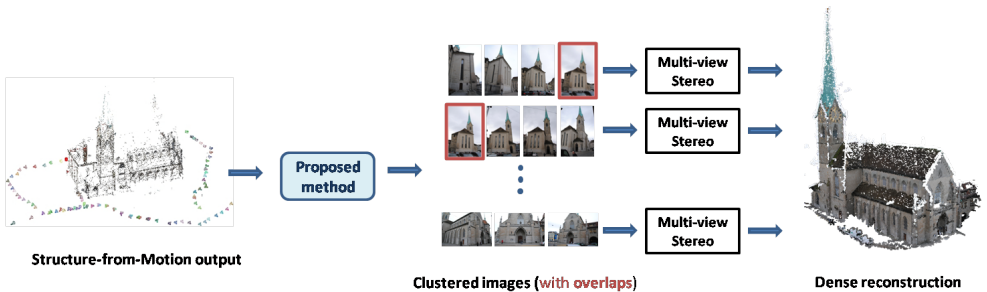 Multi-view
Stereo
Multi-view
Stereo
Proposed
method
Multi-view
Stereo
Structure-from-Motion output
Clustered images (with overlaps)
Dense reconstruction